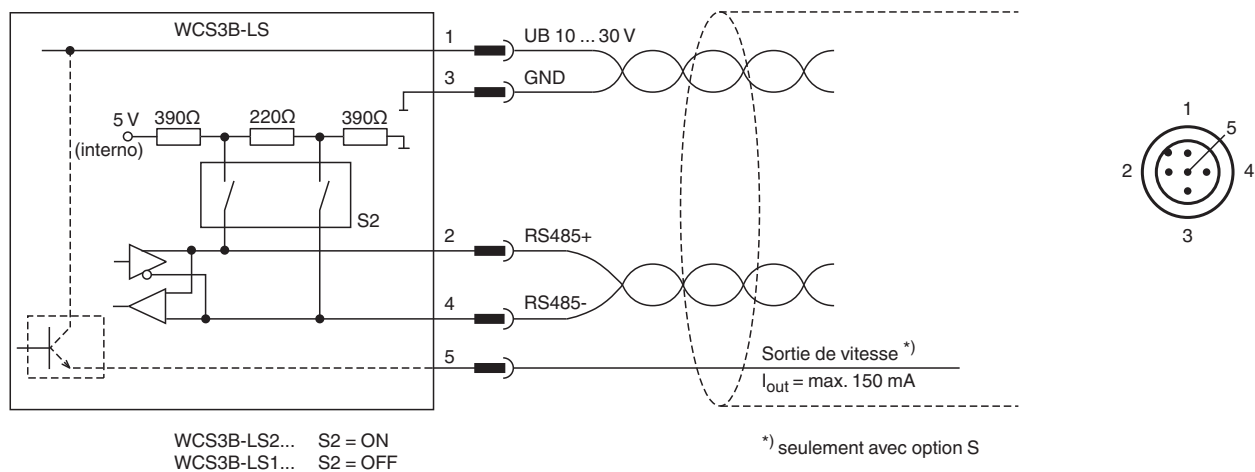 WCS3B-LS
1
UB 10 ... 30 V
3
GND
5 V
(interno)
390Ω
220Ω
390Ω
S2
2
RS485+
4
RS485-
5
Sortie de vitesse *)
Iout = max. 150 mA
WCS3B-LS2... S2 = ON
WCS3B-LS1... S2 = OFF
*) seulement avec option S
1
5
2
4
3